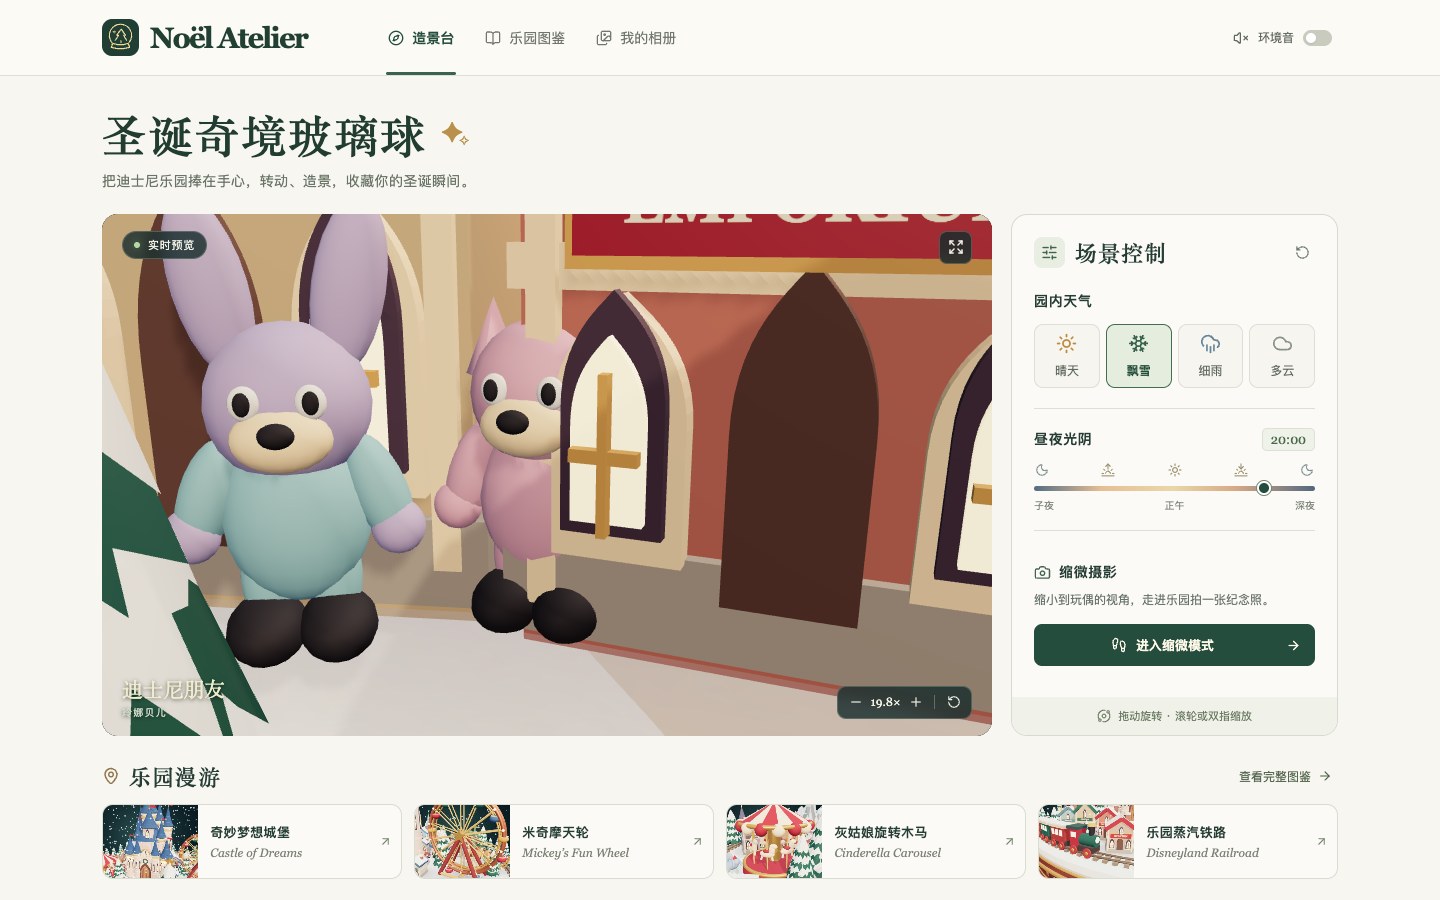 Noël Atelier
造景台
乐园图鉴
我的相册
环境音
圣诞奇境玻璃球
把迪士尼乐园捧在手心，转动、造景，收藏你的圣诞瞬间。
实时预览
EMPORIUM
迪士尼朋友
娜贝儿
19.8×
场景控制
园内天气
晴天
飘雪
细雨
多云
昼夜光阴
20:00
子夜
正午
深夜
缩微摄影
缩小到玩偶的视角，走进乐园拍一张纪念照。
进入缩微模式
拖动旋转 · 滚轮或双指缩放
乐园漫游
查看完整图鉴
奇妙梦想城堡
Castle of Dreams
米奇摩天轮
Mickey's Fun Wheel
灰姑娘旋转木马
Cinderella Carousel
乐园蒸汽铁路
Disneyland Railroad